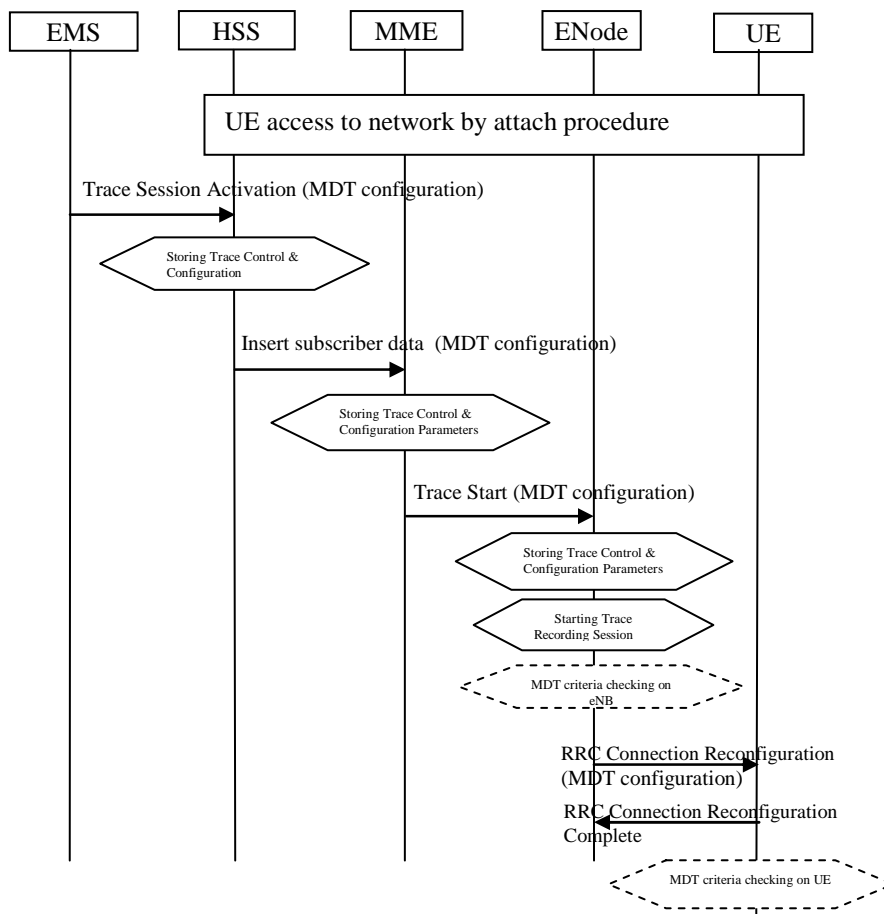 EMS
HSS
MME
ENode
UE
UE access to network by attach procedure
Trace Session Activation (MDT configuration)
Storing Trace Control &
Configuration
Insert subscriber data (MDT configuration)
Storing Trace Control &
Configuration Parameters
Trace Start (MDT configuration)
Storing Trace Control &
Configuration Parameters
Starting Trace
Recording Session
MDT criteria checking on
eNB
RRC Connection Reconfiguration
(MDT configuration)
RRC Connection Reconfiguration
Complete
MDT criteria checking on UE